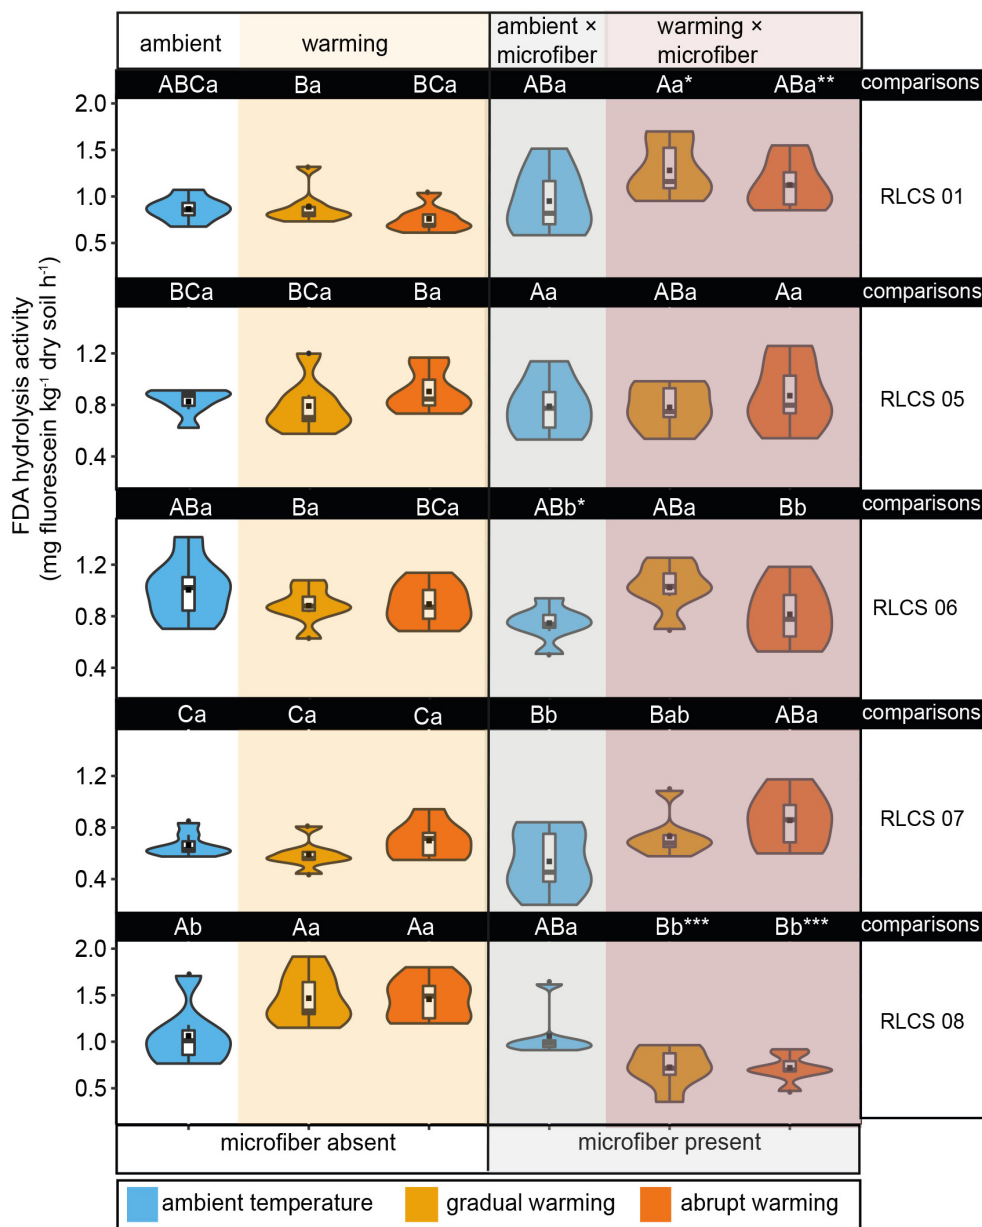 ambient warming ambient × microfiber warming × microfiber
ABCa Ba BCa ABa Aa* ABa** comparisons
2.0
1.5
1.0
0.5
RLCS 01
BCa BCa Ba Aa ABa Aa comparisons
1.2
0.8
0.4
RLCS 05
FDA hydrolysis activity
(mg fluorescein kg⁻¹ dry soil h⁻¹)
ABa Ba BCa ABb* ABa Bb comparisons
1.2
0.8
0.4
RLCS 06
Ca Ca Ca Bb Bab ABa comparisons
1.2
0.8
0.4
RLCS 07
Ab Aa Aa ABa Bb*** Bb*** comparisons
2.0
1.5
1.0
0.5
RLCS 08
microfiber absent microfiber present
ambient temperature gradual warming abrupt warming